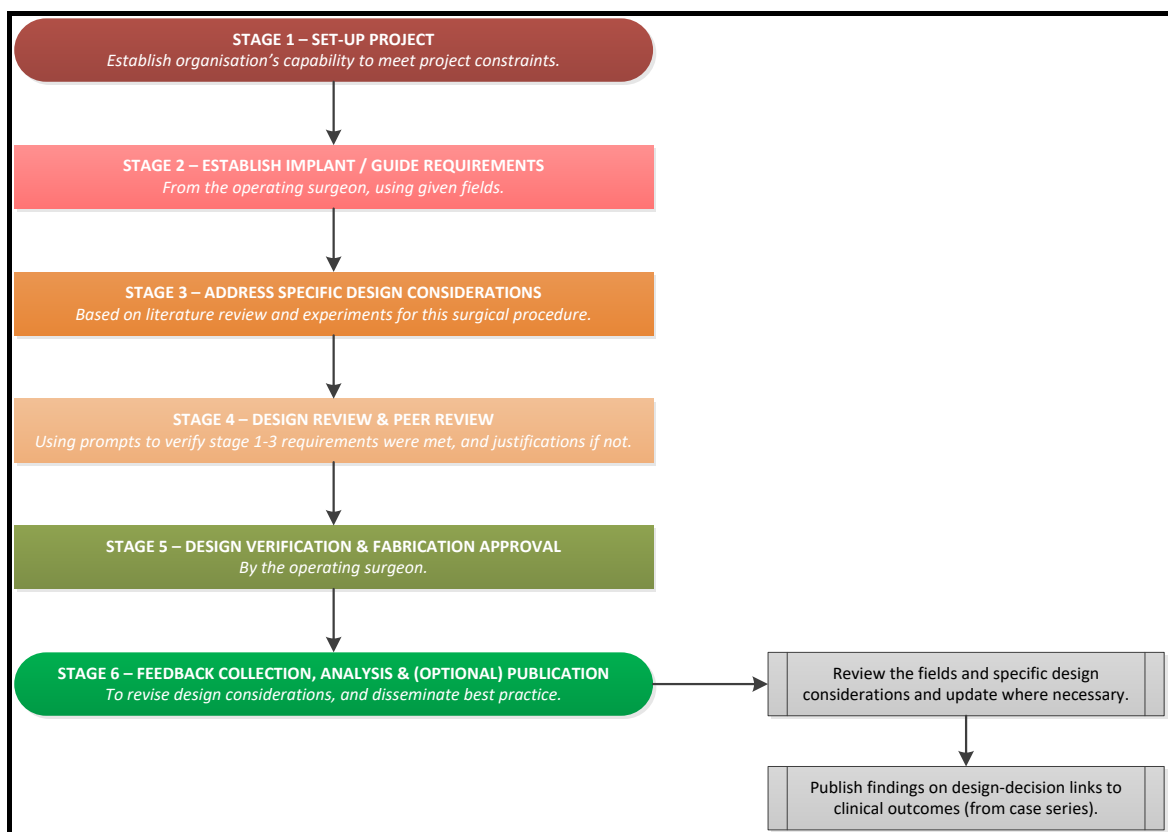 STAGE 1 – SET-UP PROJECT
Establish organisation’s capability to meet project constraints.
STAGE 2 – ESTABLISH IMPLANT / GUIDE REQUIREMENTS
From the operating surgeon, using given fields.
STAGE 3 – ADDRESS SPECIFIC DESIGN CONSIDERATIONS
Based on literature review and experiments for this surgical procedure.
STAGE 4 – DESIGN REVIEW & PEER REVIEW
Using prompts to verify stage 1-3 requirements were met, and justifications if not.
STAGE 5 – DESIGN VERIFICATION & FABRICATION APPROVAL
By the operating surgeon.
STAGE 6 – FEEDBACK COLLECTION, ANALYSIS & (OPTIONAL) PUBLICATION
To revise design considerations, and disseminate best practice.
Review the fields and specific design
considerations and update where necessary.
Publish findings on design-decision links to
clinical outcomes (from case series).